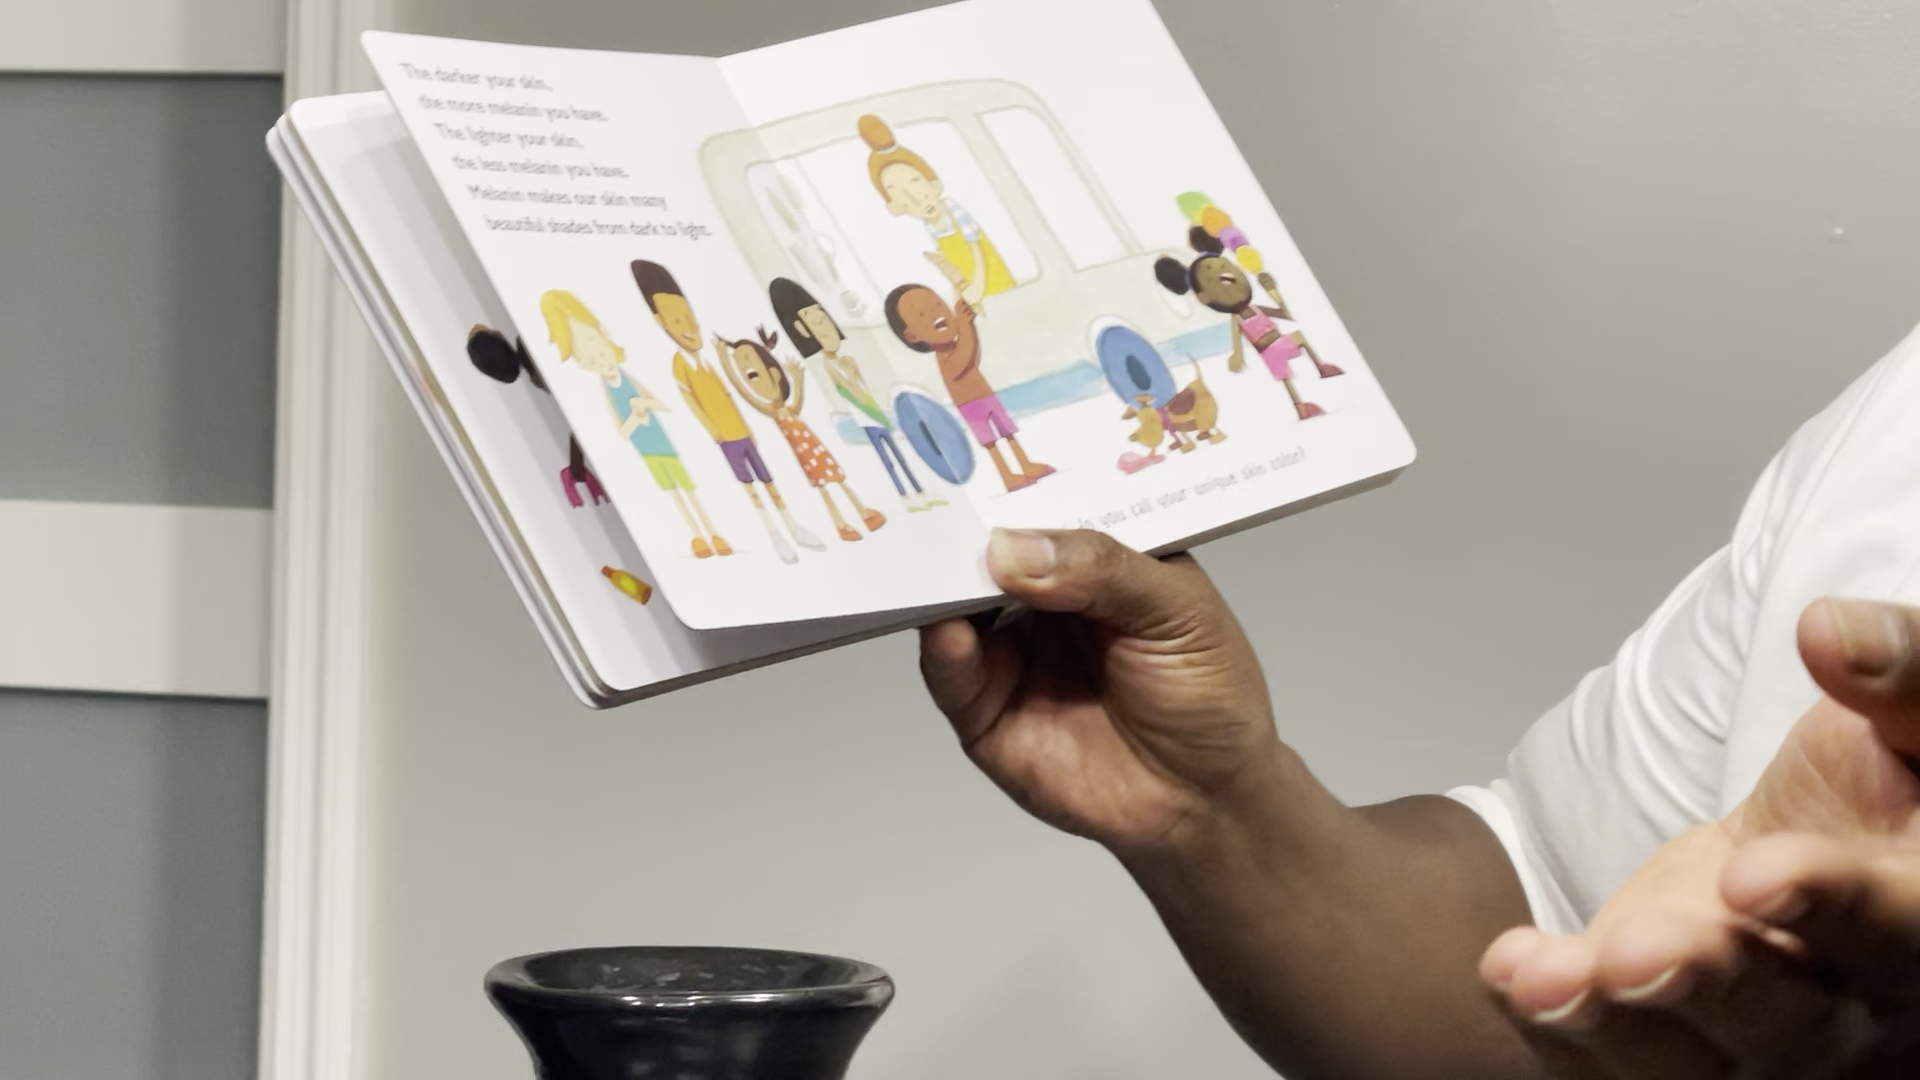 The darker your skin,
the more melanin you have.
The lighter your skin,
the less melanin you have.
Melanin makes our skin many
beautiful shades from dark to light.
do you call your unique skin color?